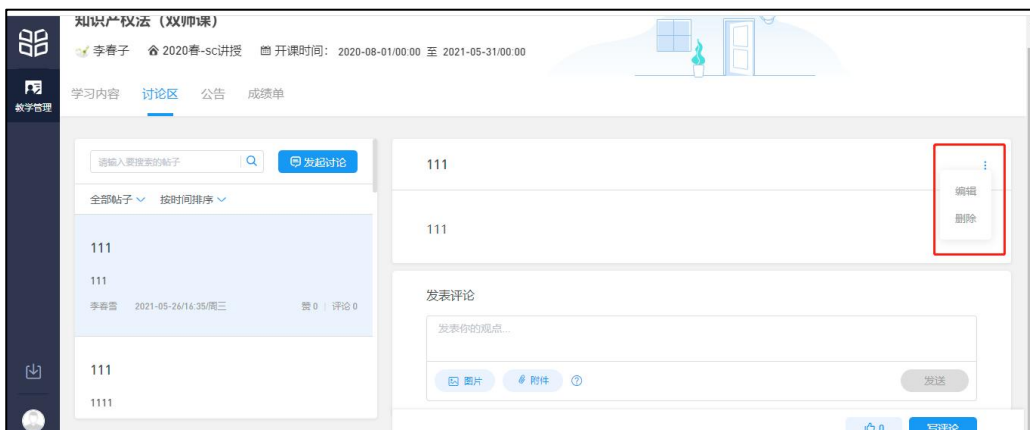 知识产权法（双师课）
李春子 2020春-sc讲授 开课时间： 2020-08-01/00:00 至 2021-05-31/00:00
教学管理
学习内容 讨论区 公告 成绩单
请输入要搜索的帖子 发起讨论
全部帖子 按时间排序
111
111
李春雪 2021-05-26/16:35/周三 赞 0 | 评论 0
111
1111
111
编辑
删除
111
发表评论
发表你的观点...
图片 附件 发送
0 写评论